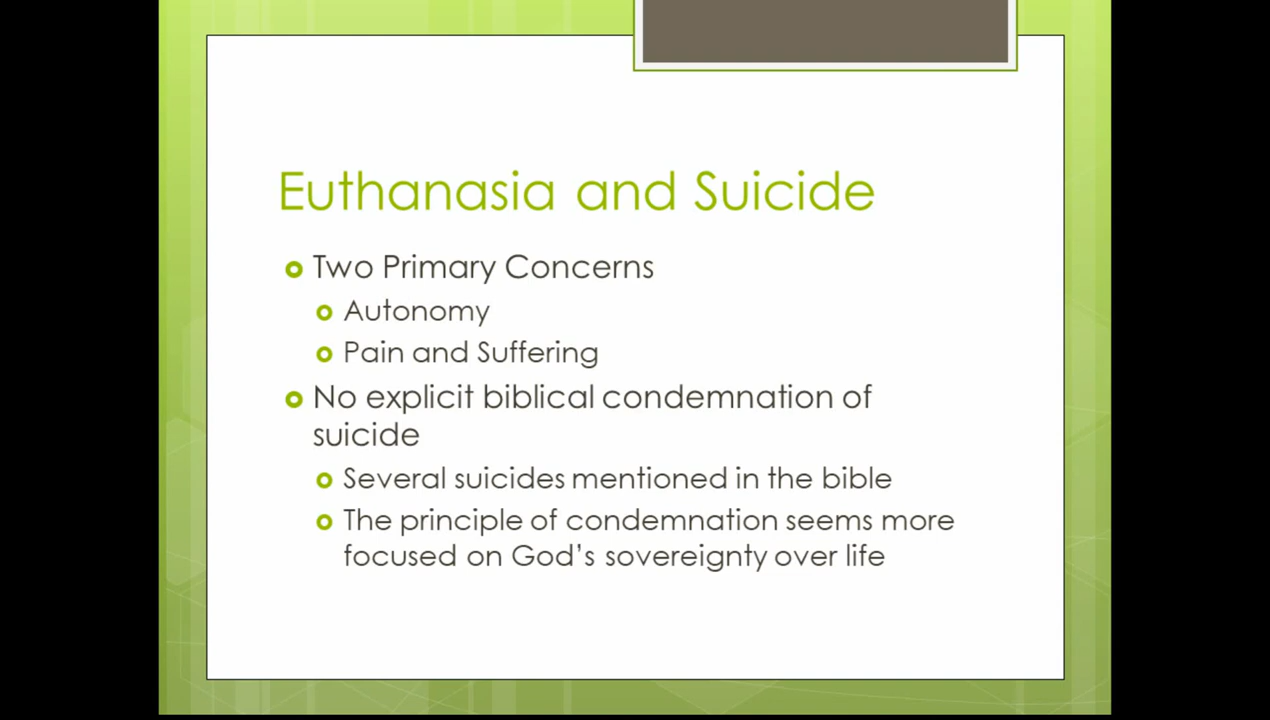 Euthanasia and Suicide
Two Primary Concerns
Autonomy
Pain and Suffering
No explicit biblical condemnation of
suicide
Several suicides mentioned in the bible
The principle of condemnation seems more
focused on God's sovereignty over life